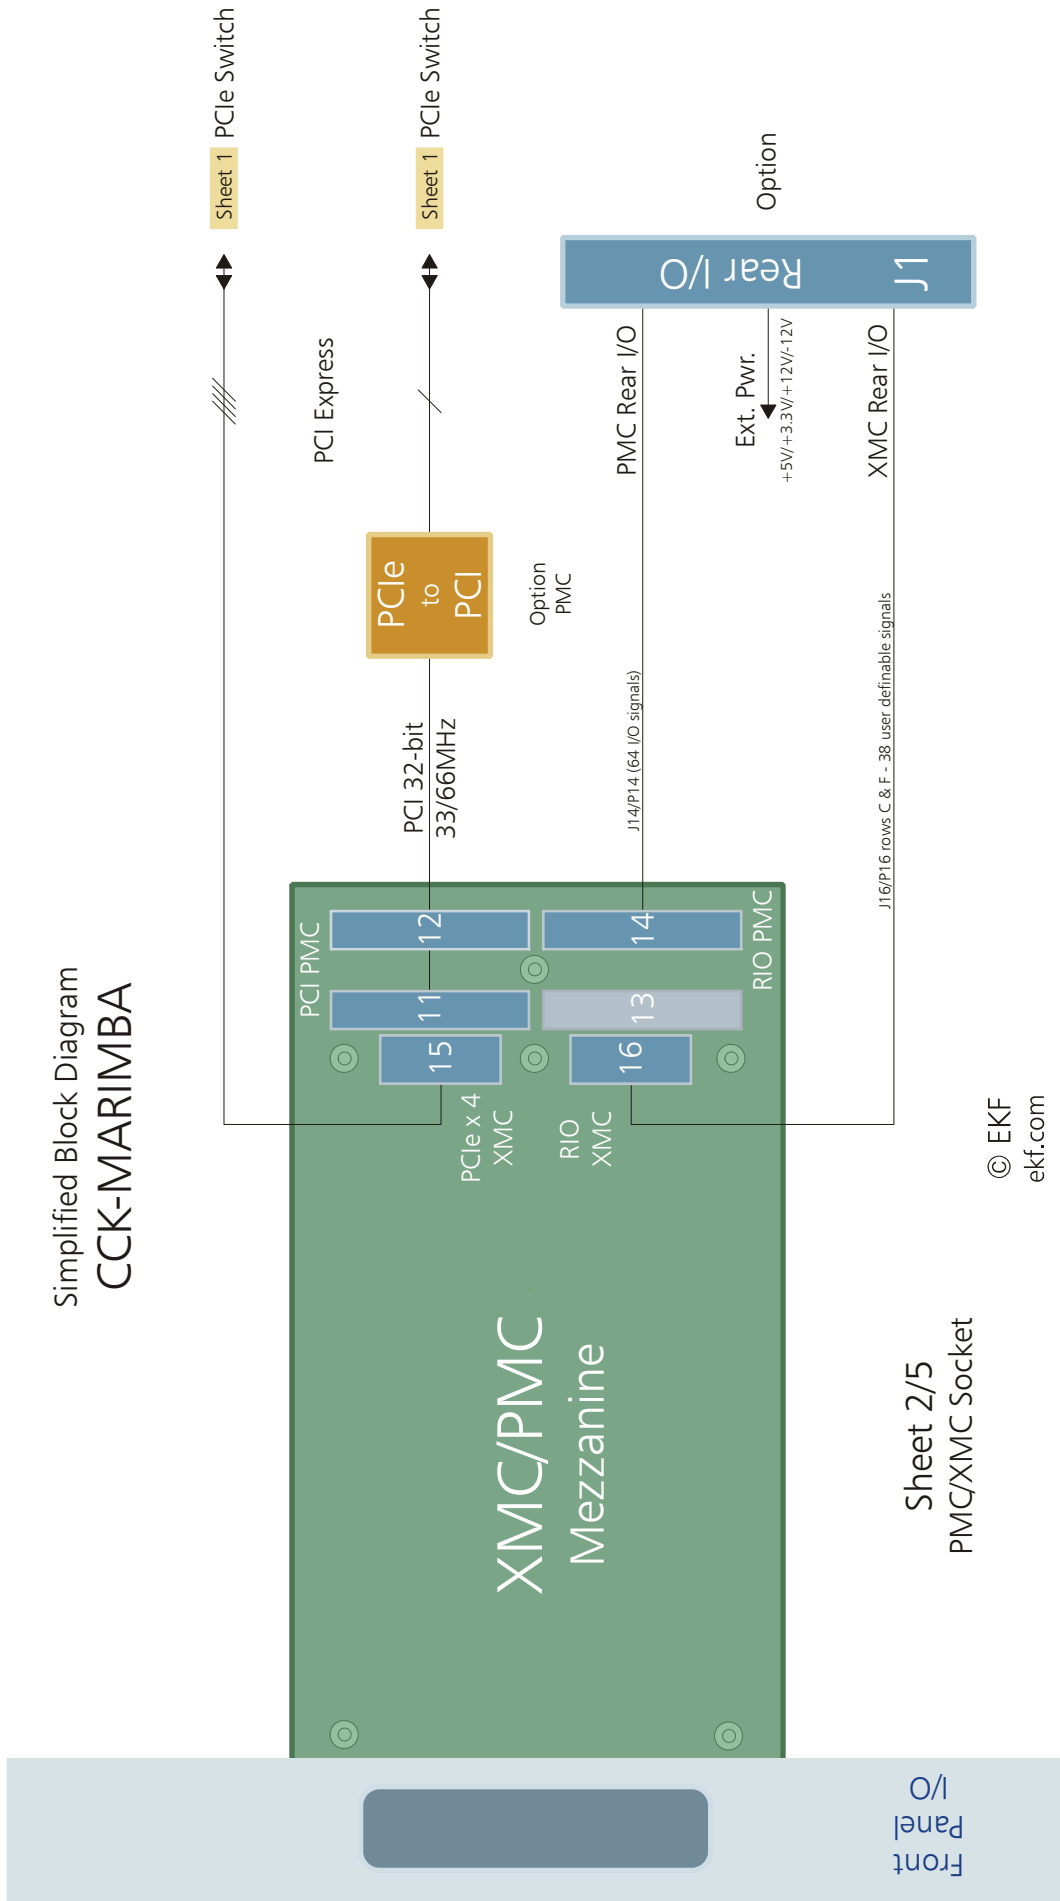 Simplified Block Diagram
CCK-MARIMBA
Sheet 1 PCIe Switch
Sheet 1 PCIe Switch
PCI Express
PCIe
to
PCI
Option
PMC
PCI 32-bit
33/66MHz
PCI PMC
12
11
15
PCIe x 4
XMC
14
13
16
RIO PMC
RIO
XMC
XMC/PMC
Mezzanine
PMC Rear I/O
J14/P14 (64 I/O signals)
Ext. Pwr.
+5V/+3.3V/+12V/-12V
XMC Rear I/O
J16/P16 rows C & F - 38 user definable signals
Rear I/O
J1
Option
Front
Panel
I/O
Sheet 2/5
PMC/XMC Socket
© EKF
ekf.com